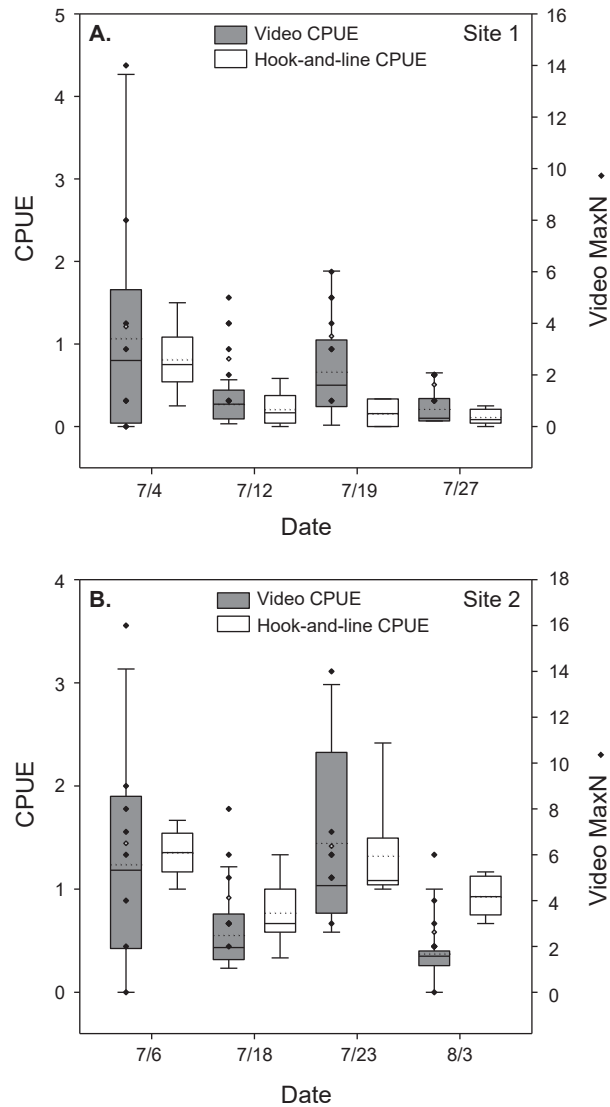 A.
Video CPUE
Hook-and-line CPUE
Site 1
5
4
3
2
1
0
CPUE
16
14
12
10
8
6
4
2
0
Video MaxN
7/4 7/12 7/19 7/27
Date
B.
Video CPUE
Hook-and-line CPUE
Site 2
4
3
2
1
0
CPUE
18
16
14
12
10
8
6
4
2
0
Video MaxN
7/6 7/18 7/23 8/3
Date